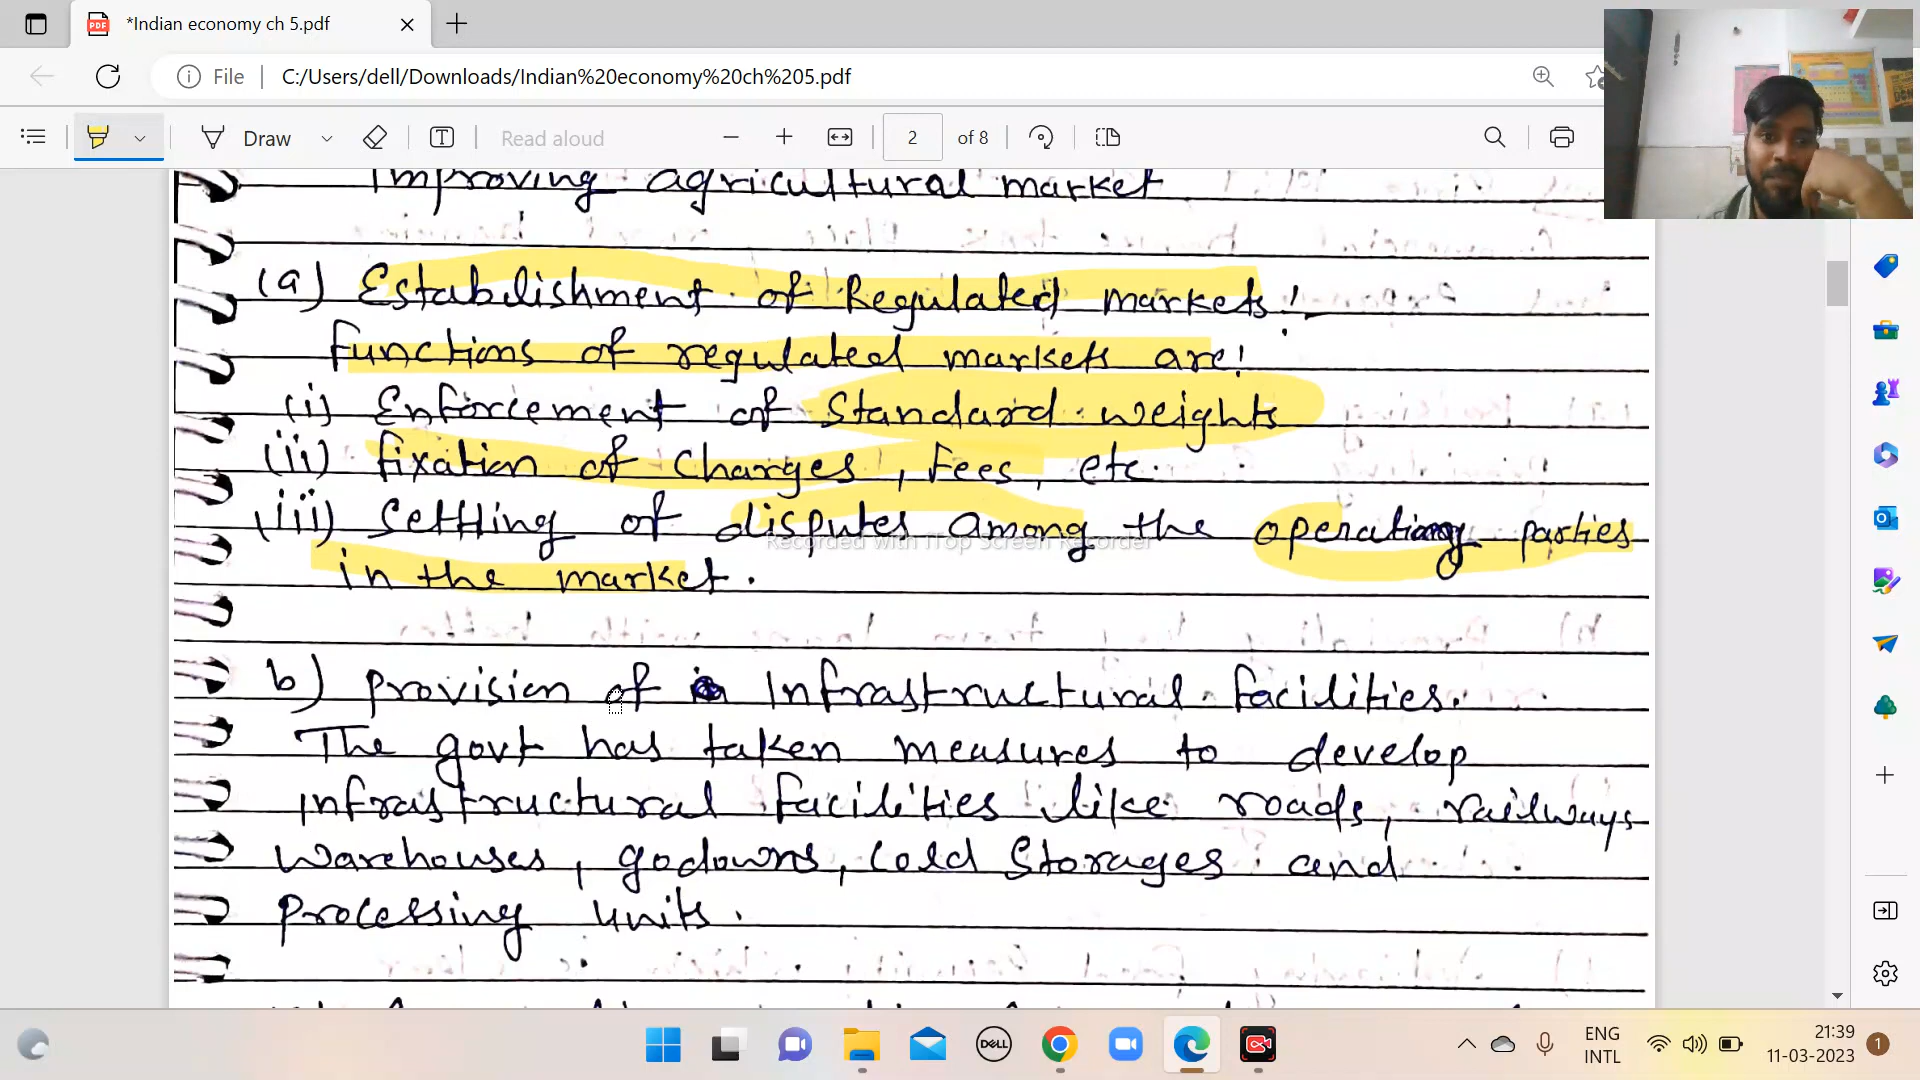 *Indian economy ch 5.pdf
File
C:/Users/dell/Downloads/Indian%20economy%20ch%205.pdf
Draw
Read aloud
2 of 8
Improving agricultural market
(a) Estabelishment of Regulated markets!
Functions of regulated markets are!
(i) Enforcement of Standard weights
(ii) fixation of Charges, Fees, etc.
(iii) Settling of disputes among the operating parties
in the market.
Recorded with iTop Screen Recorder
b) Provision of Infrastructural facilities.
The govt has taken measures to develop
infrastructural facilities like roads, railways
warehouses, godowns, cold Storages and
Processing units.
DELL
ENG
INTL
21:39
11-03-2023
1